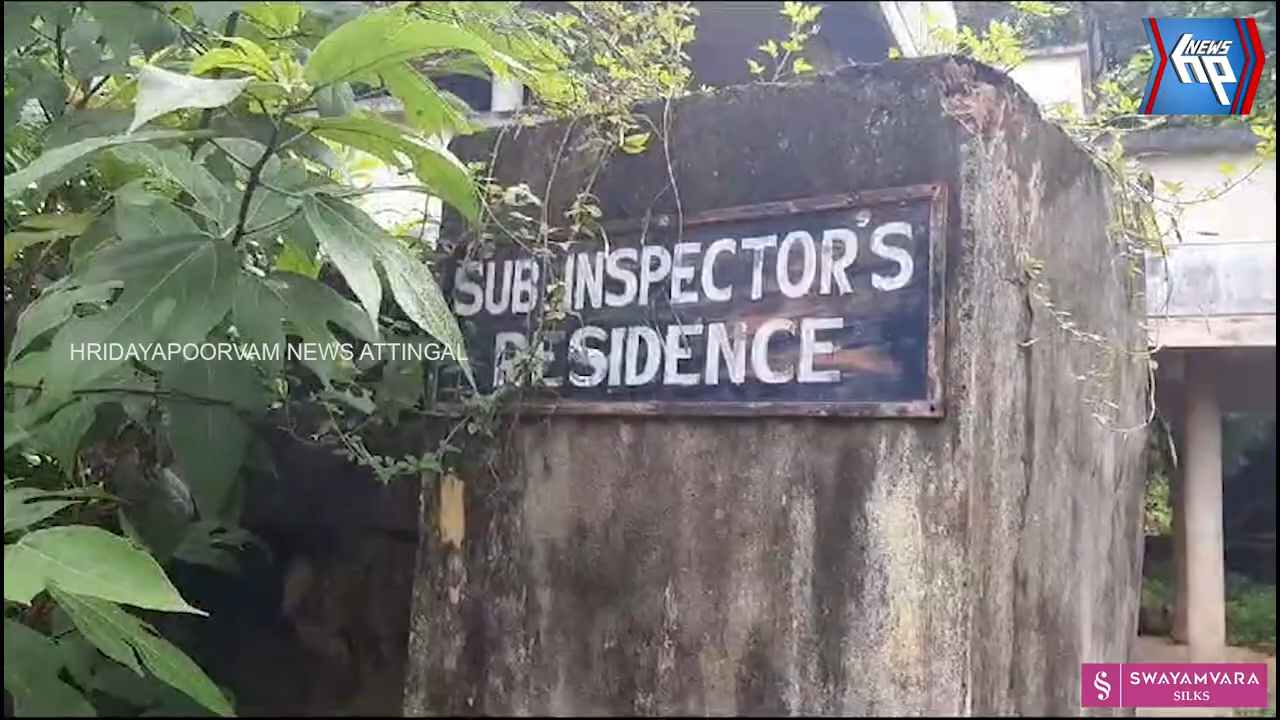 NEWS
HP
SUB INSPECTOR'S
RESIDENCE
HRIDAYAPOORVAM NEWS ATTINGAL
SWAYAMVARA
SILKS